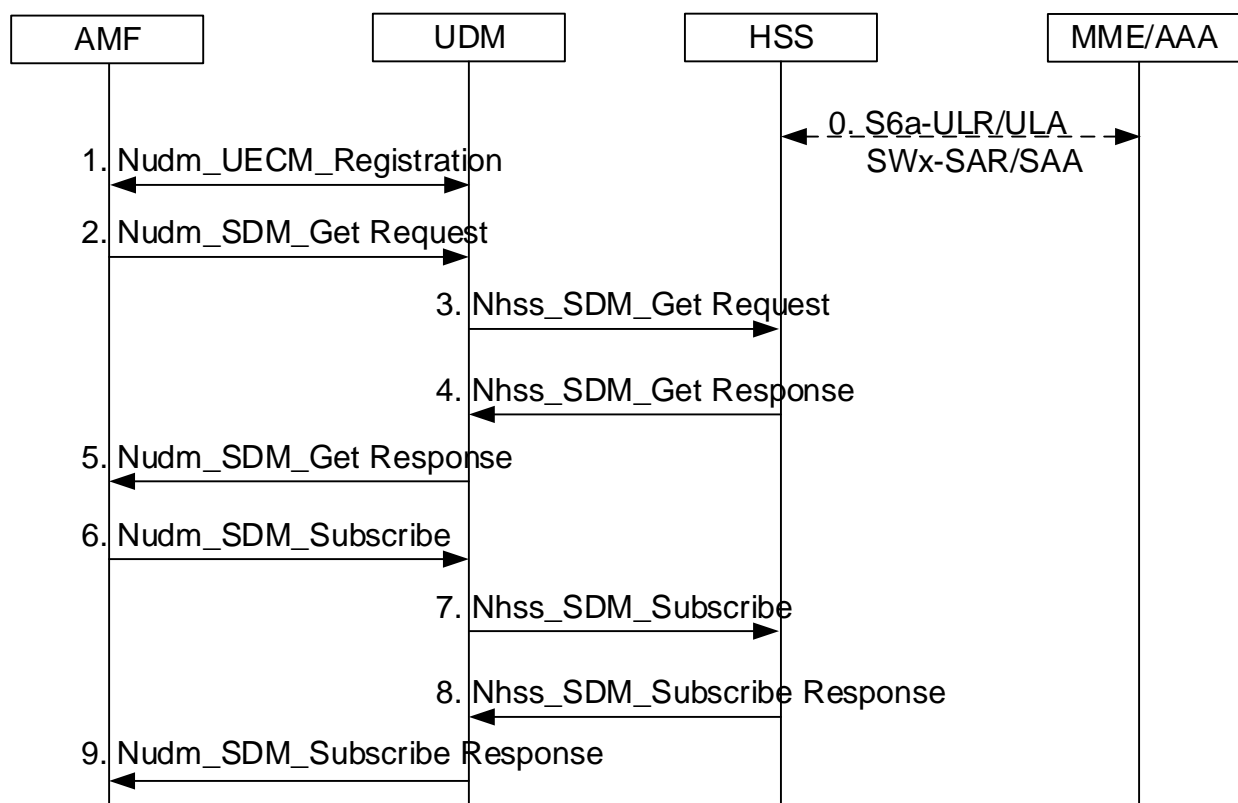 AMF
UDM
HSS
MME/AAA
0. S6a-ULR/ULA
SWx-SAR/SAA
1. Nudm_UECM_Registration
2. Nudm_SDM_Get Request
3. Nhss_SDM_Get Request
4. Nhss_SDM_Get Response
5. Nudm_SDM_Get Response
6. Nudm_SDM_Subscribe
7. Nhss_SDM_Subscribe
8. Nhss_SDM_Subscribe Response
9. Nudm_SDM_Subscribe Response